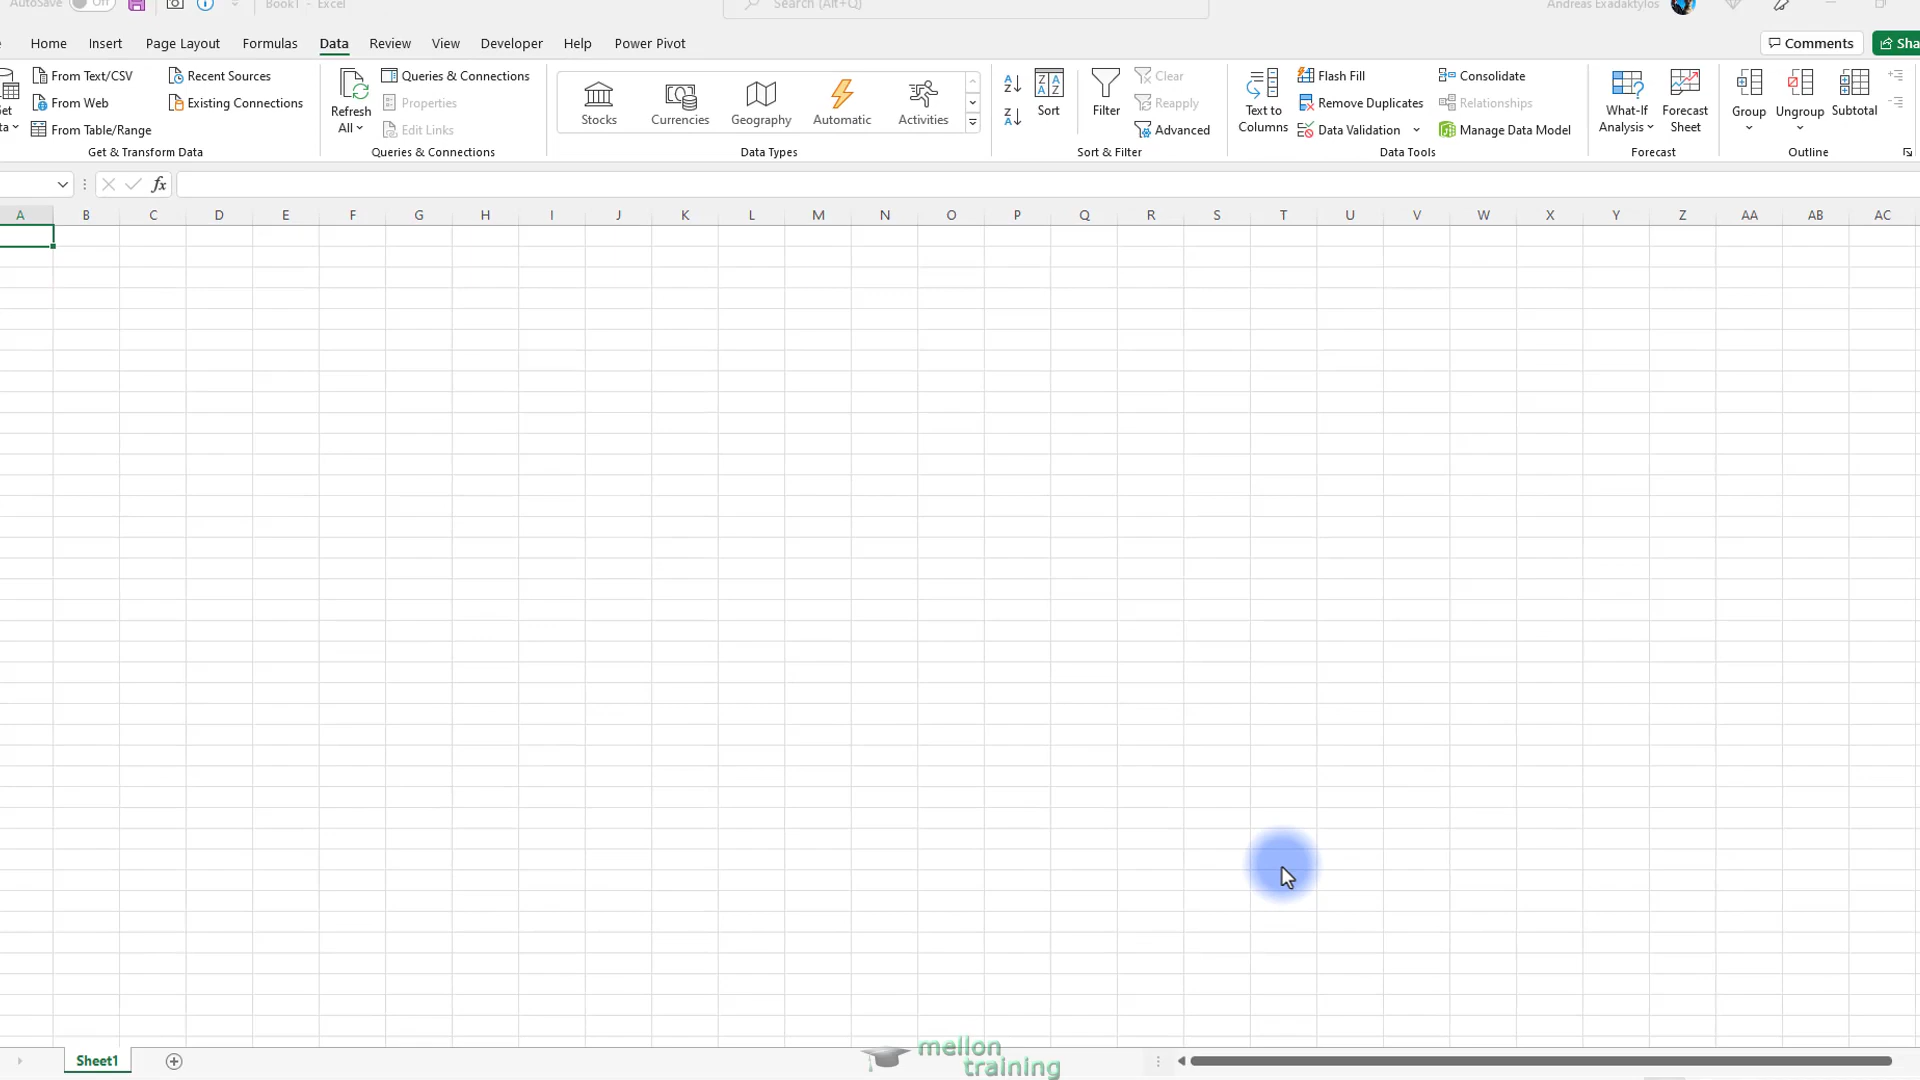 AutoSave Off Book1 - Excel Search (Alt+Q) Andreas Exadaktylos
Home Insert Page Layout Formulas Data Review View Developer Help Power Pivot Comments Sha
From Text/CSV Recent Sources Queries & Connections Clear Flash Fill Consolidate
From Web Existing Connections Properties Reapply Remove Duplicates Relationships
From Table/Range Edit Links Advanced Data Validation Manage Data Model
Refresh All
Stocks Currencies Geography Automatic Activities
Sort Filter
Text to Columns
What-If Analysis
Forecast Sheet
Group Ungroup Subtotal
Get & Transform Data Queries & Connections Data Types Sort & Filter Data Tools Forecast Outline
fx
A B C D E F G H I J K L M N O P Q R S T U V W X Y Z AA AB AC
Sheet1
mellon
training